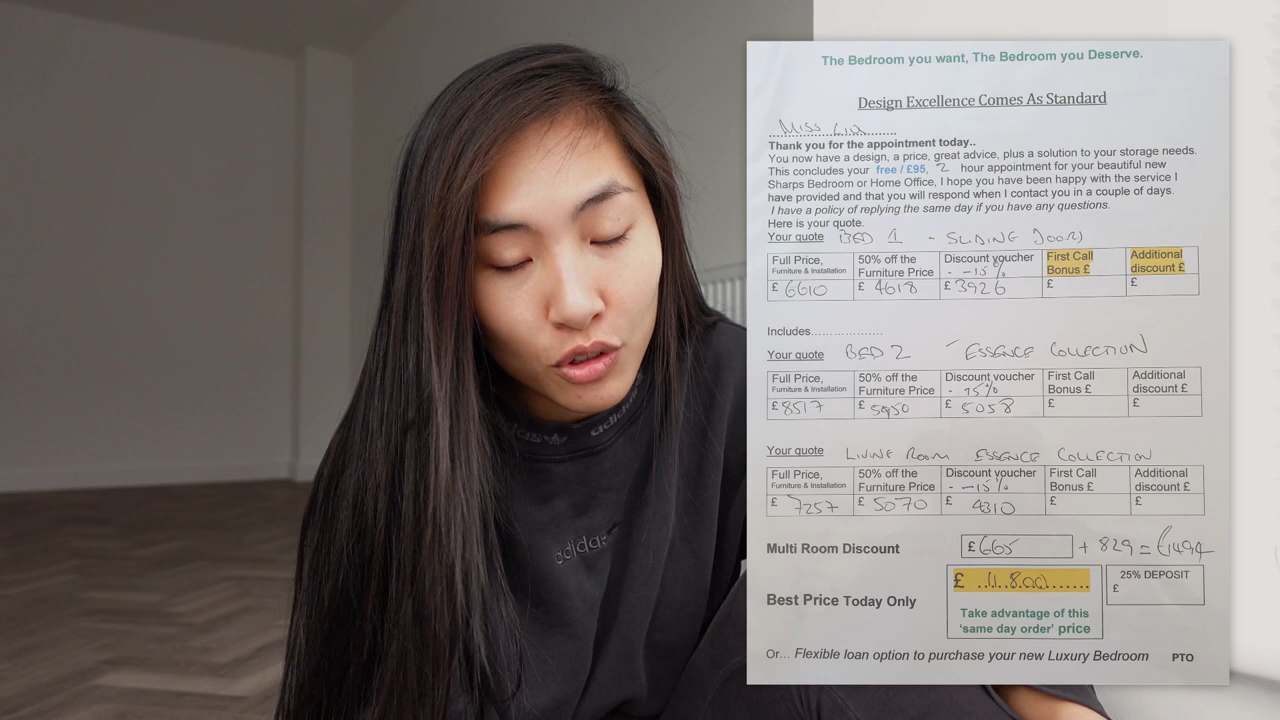 The Bedroom you want, The Bedroom you Deserve.
Design Excellence Comes As Standard
Miss Lin
Thank you for the appointment today..
You now have a design, a price, great advice, plus a solution to your storage needs.
This concludes your free / £95, 2 hour appointment for your beautiful new
Sharps Bedroom or Home Office, I hope you have been happy with the service I
have provided and that you will respond when I contact you in a couple of days.
I have a policy of replying the same day if you have any questions.
Here is your quote.
Your quote BED 1 - SLIDING DOORS
Full Price, Furniture & Installation 50% off the Furniture Price Discount voucher - -15% First Call Bonus £ Additional discount £
£ 6610 £ 4618 £ 3926 £ £
Includes...................
Your quote BED 2 - ESSENCE COLLECTION
Full Price, Furniture & Installation 50% off the Furniture Price Discount voucher - 15% First Call Bonus £ Additional discount £
£ 8517 £ 5950 £ 5058 £ £
Your quote LIVING ROOM ESSENCE COLLECTION
Full Price, Furniture & Installation 50% off the Furniture Price Discount voucher - -15% First Call Bonus £ Additional discount £
£ 7257 £ 5070 £ 4310 £ £
Multi Room Discount £ 665 + 829 = £1494
Best Price Today Only £ ..11.800......
25% DEPOSIT
£
Take advantage of this
'same day order' price
Or... Flexible loan option to purchase your new Luxury Bedroom PTO
adidas
adidas
adidas